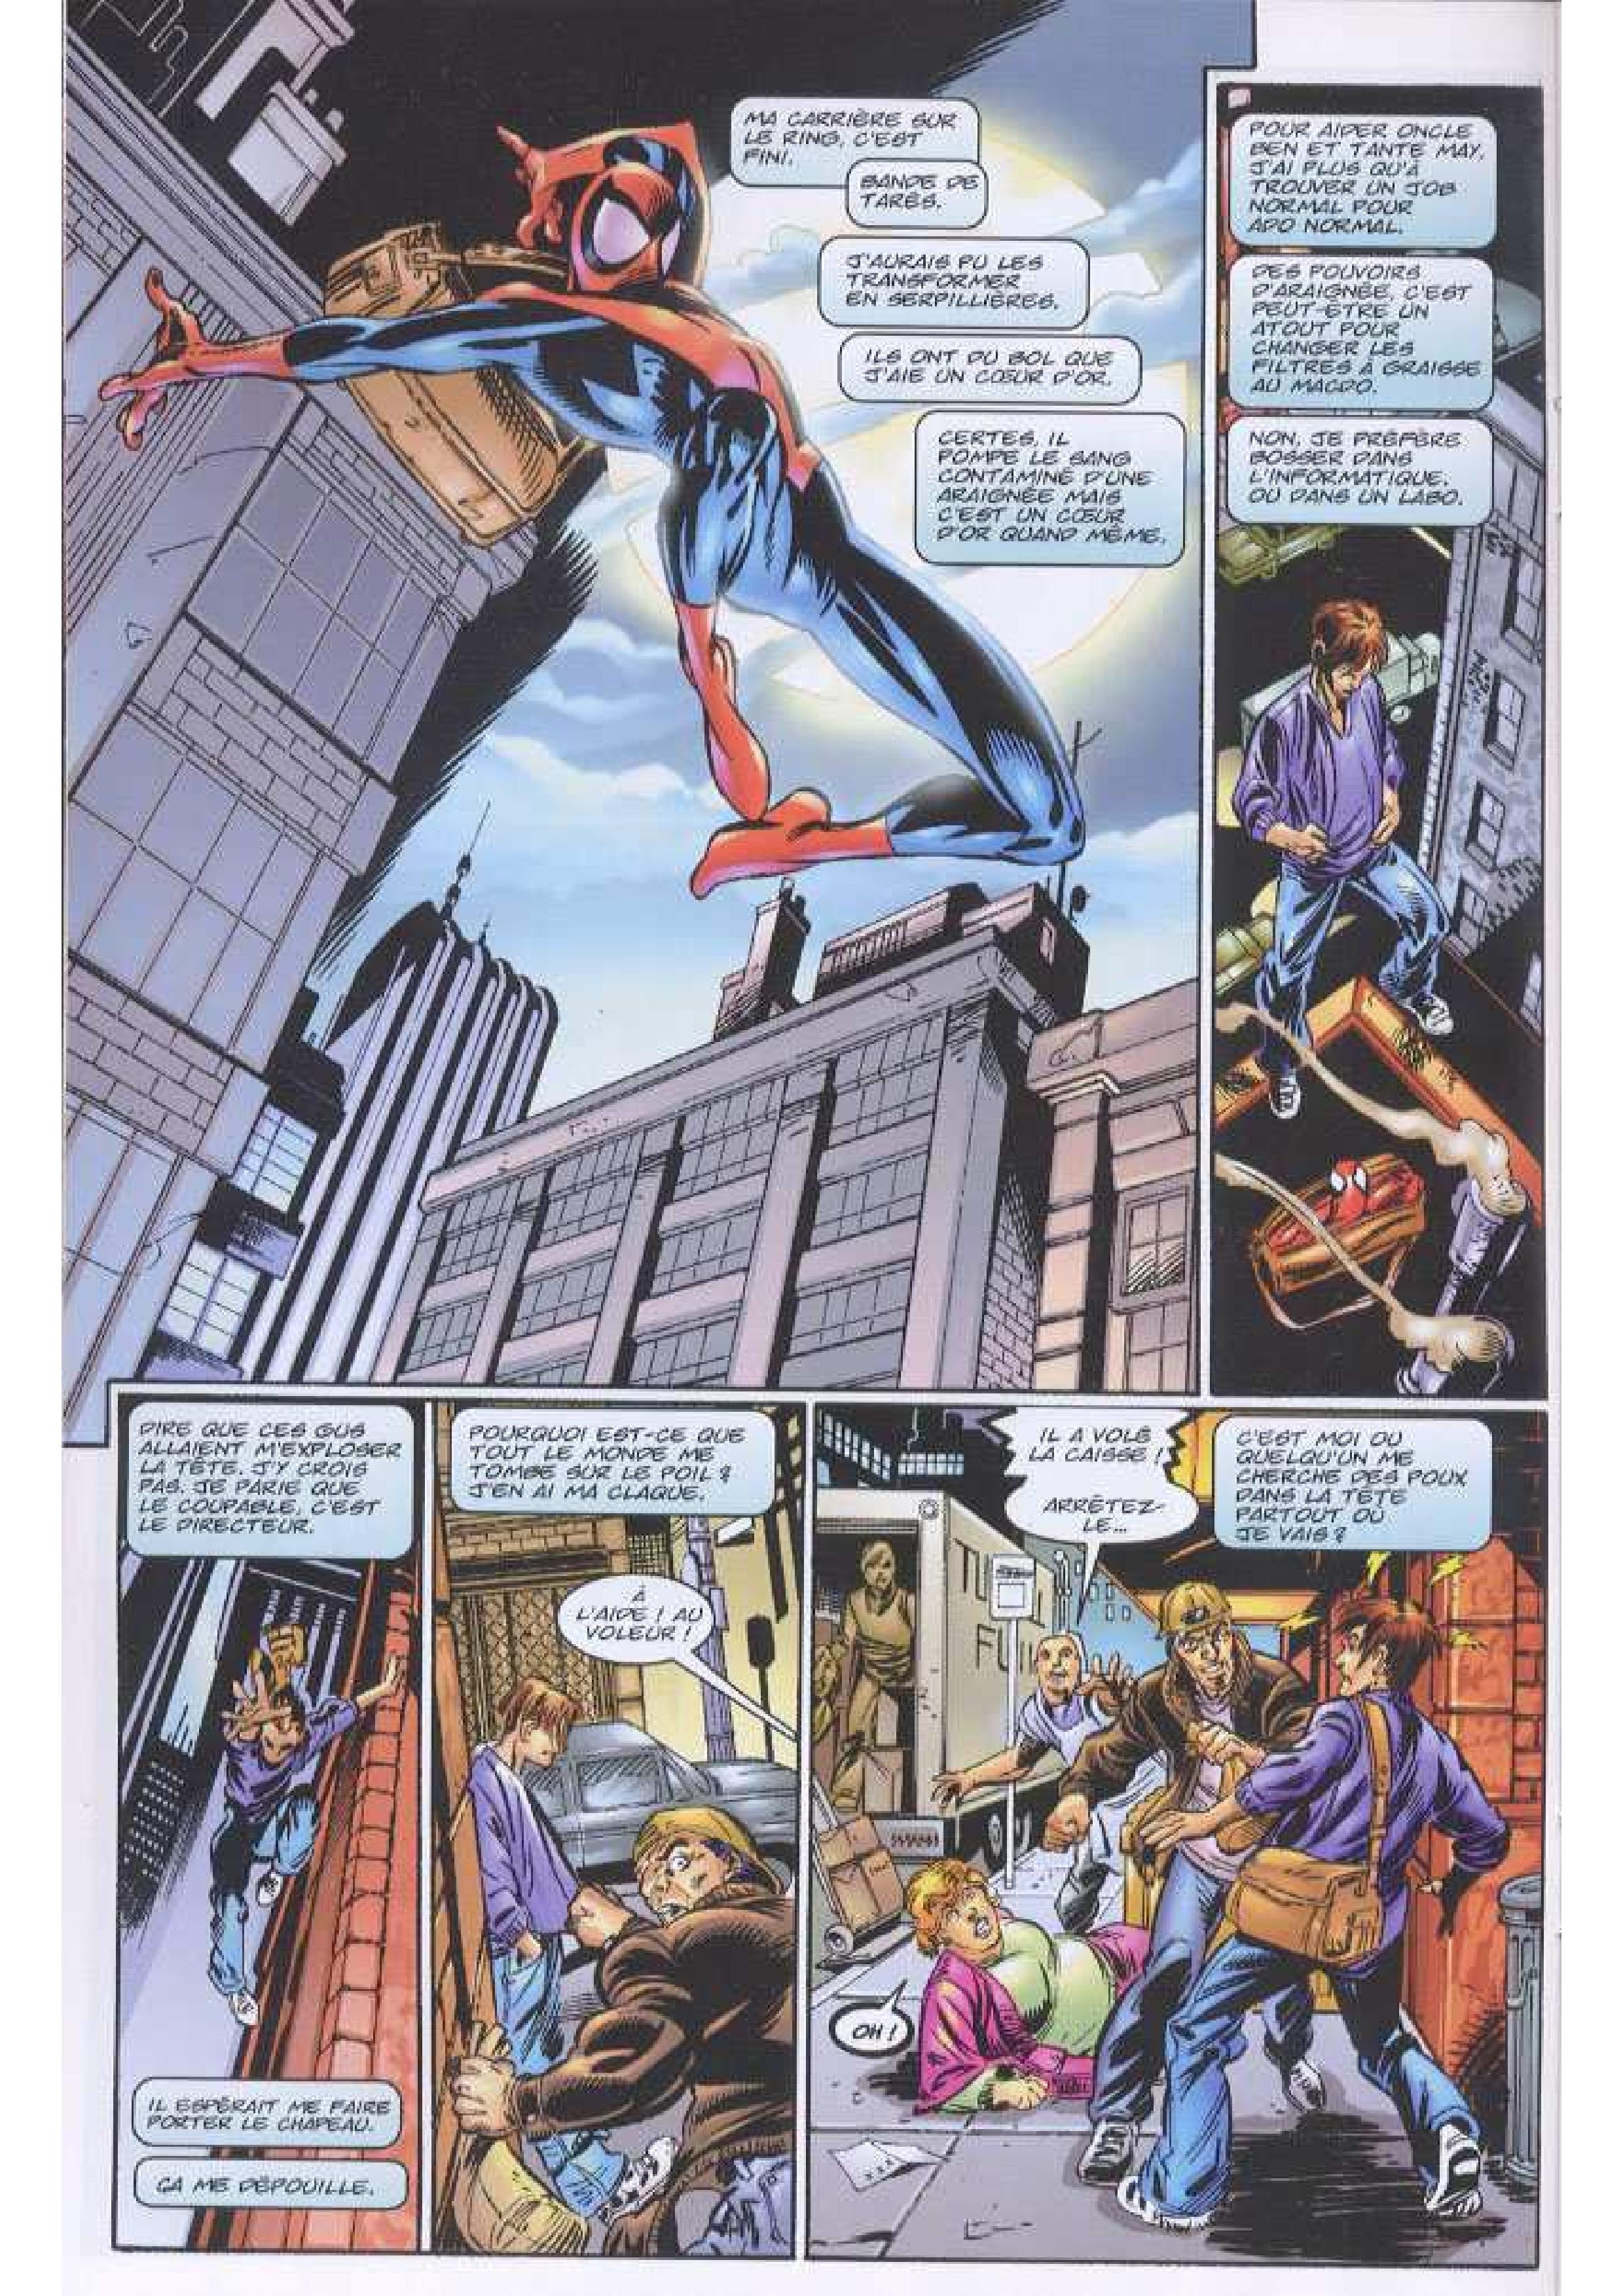 MA CARRIÈRE SUR
LE RING, C'EST
FINI.
BANDE DE
TARÉS.
J'AURAIS PU LES
TRANSFORMER
EN SERPILLIÈRES.
ILS ONT DU BOL QUE
J'AIE UN CŒUR D'OR.
CERTES, IL
POMPE LE SANG
CONTAMINÉ D'UNE
ARAIGNÉE MAIS
C'EST UN CŒUR
D'OR QUAND MÊME.
POUR AIDER ONCLE
BEN ET TANTE MAY,
J'AI PLUS QU'À
TROUVER UN JOB
NORMAL POUR
ADO NORMAL.
DES POUVOIRS
D'ARAIGNÉE, C'EST
PEUT-ÊTRE UN
ATOUT POUR
CHANGER LES
FILTRES À GRAISSE
AU MACDO.
NON, JE PRÉFÈRE
BOSSER DANS
L'INFORMATIQUE.
OU DANS UN LABO.
DIRE QUE CES GUS
ALLAIENT M'EXPLOSER
LA TÊTE. J'Y CROIS
PAS. JE PARIE QUE
LE COUPABLE, C'EST
LE DIRECTEUR.
IL ESPÉRAIT ME FAIRE
PORTER LE CHAPEAU.
ÇA ME DÉPOUILLE.
POURQUOI EST-CE QUE
TOUT LE MONDE ME
TOMBE SUR LE POIL ?
J'EN AI MA CLAQUE.
À
L'AIDE ! AU
VOLEUR !
IL A VOLÉ
LA CAISSE !
ARRÊTEZ-
LE...
C'EST MOI OU
QUELQU'UN ME
CHERCHE DES POUX
DANS LA TÊTE
PARTOUT OÙ
JE VAIS ?
OH !